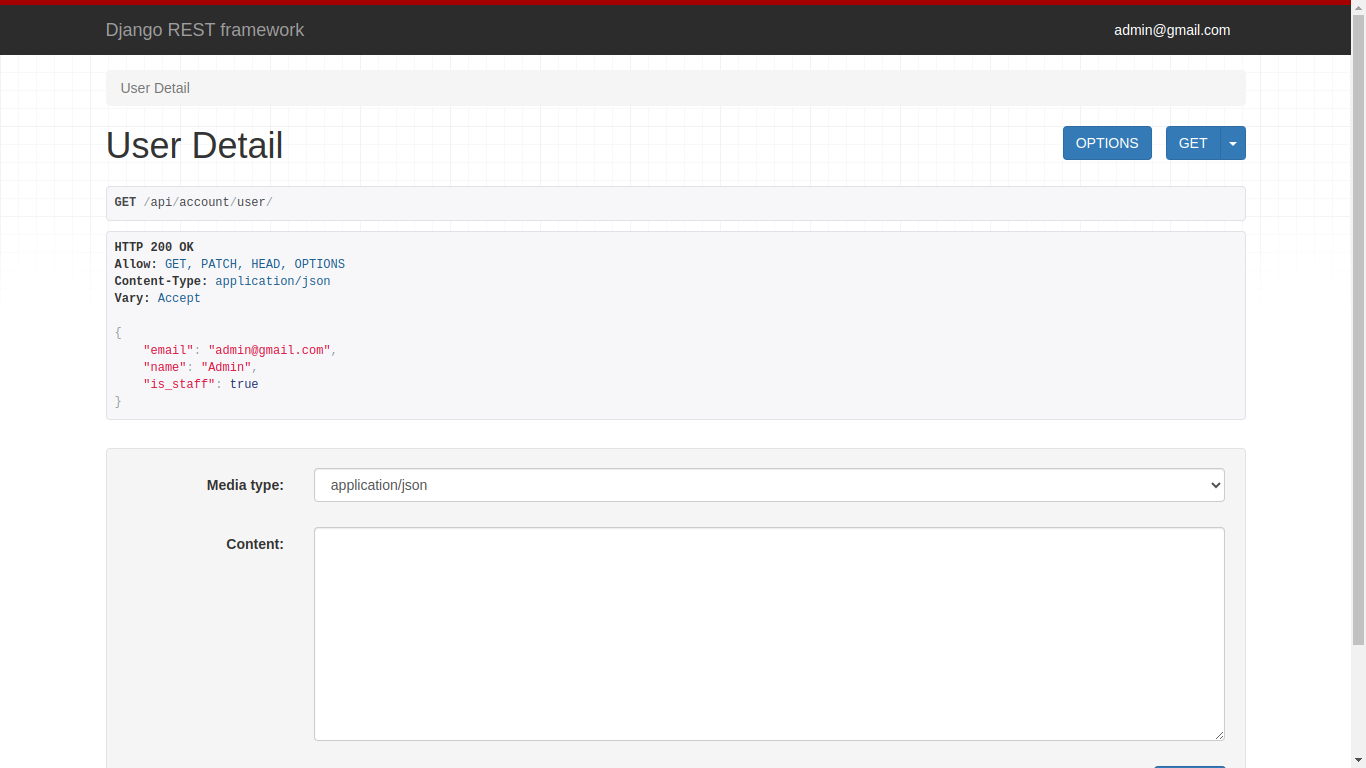 Django REST framework
admin@gmail.com
User Detail
User Detail
OPTIONS
GET
GET /api/account/user/
HTTP 200 OK
Allow: GET, PATCH, HEAD, OPTIONS
Content-Type: application/json
Vary: Accept
{
    "email": "admin@gmail.com",
    "name": "Admin",
    "is_staff": true
}
Media type:
application/json
Content: